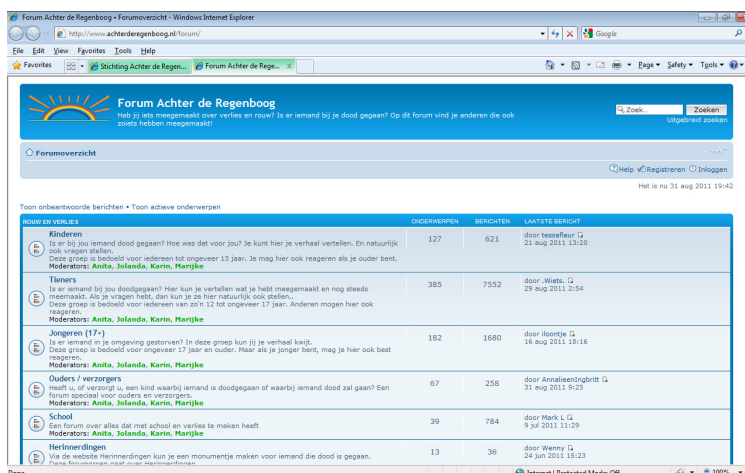 Forum Achter de Regenboog • Forumoverzicht - Windows Internet Explorer
http://www.achterderegenboog.nl/forum/
Google
File Edit View Favorites Tools Help
Favorites Stichting Achter de Regen... Forum Achter de Rege... Page Safety Tools
Forum Achter de Regenboog
Heb jij iets meegemaakt over verlies en rouw? Is er iemand bij je dood gegaan? Op dit forum vind je anderen die ook
zoiets hebben meegemaakt!
Zoek... Zoeken
Uitgebreid zoeken
Forumoverzicht
Help Registreren Inloggen
Het is nu 31 aug 2011 19:42
Toon onbeantwoorde berichten • Toon actieve onderwerpen
ROUW EN VERLIES ONDERWERPEN BERICHTEN LAATSTE BERICHT
Kinderen
Is er bij jou iemand dood gegaan? Hoe was dat voor jou? Je kunt hier je verhaal vertellen. En natuurlijk
ook vragen stellen.
Deze groep is bedoeld voor iedereen tot ongeveer 13 jaar. Je mag hier ook reageren als je ouder bent.
Moderators: Anita, Jolanda, Karin, Marijke
127 621 door tessafleur
21 aug 2011 13:20
Tieners
Is er iemand bij jou doodgegaan? Hier kun je vertellen wat je hebt meegemaakt en nog steeds
meemaakt. Als je vragen hebt, dan kun je ze hier natuurlijk ook stellen..
Deze groep is bedoeld voor iedereen van zo'n 12 tot ongeveer 17 jaar. Anderen mogen hier ook
reageren.
Moderators: Anita, Jolanda, Karin, Marijke
385 7552 door .Wiets.
29 aug 2011 2:54
Jongeren (17+)
Is er iemand in je omgeving gestorven? In deze groep kun jij je verhaal kwijt.
Deze groep is bedoeld voor ongeveer 17 jaar en ouder. Maar als je jonger bent, mag je hier ook best
reageren.
Moderators: Anita, Jolanda, Karin, Marijke
182 1680 door iloontje
16 aug 2011 18:16
Ouders / verzorgers
Heeft u, of verzorgt u, een kind waarbij iemand is doodgegaan of waarbij iemand dood zal gaan? Een
forum speciaal voor ouders en verzorgers.
Moderators: Anita, Jolanda, Karin, Marijke
67 258 door AnnalieenIngbritt
31 aug 2011 9:25
School
Een forum over alles dat met school en verlies te maken heeft
Moderators: Anita, Jolanda, Karin, Marijke
39 784 door Mark L
9 jul 2011 11:29
Herinnerdingen
Via de website Herinnerdingen kun je een monumentje maken voor iemand die dood is gegaan.
13 36 door Wenny
24 jun 2011 15:23
Done Internet | Protected Mode: Off 100%